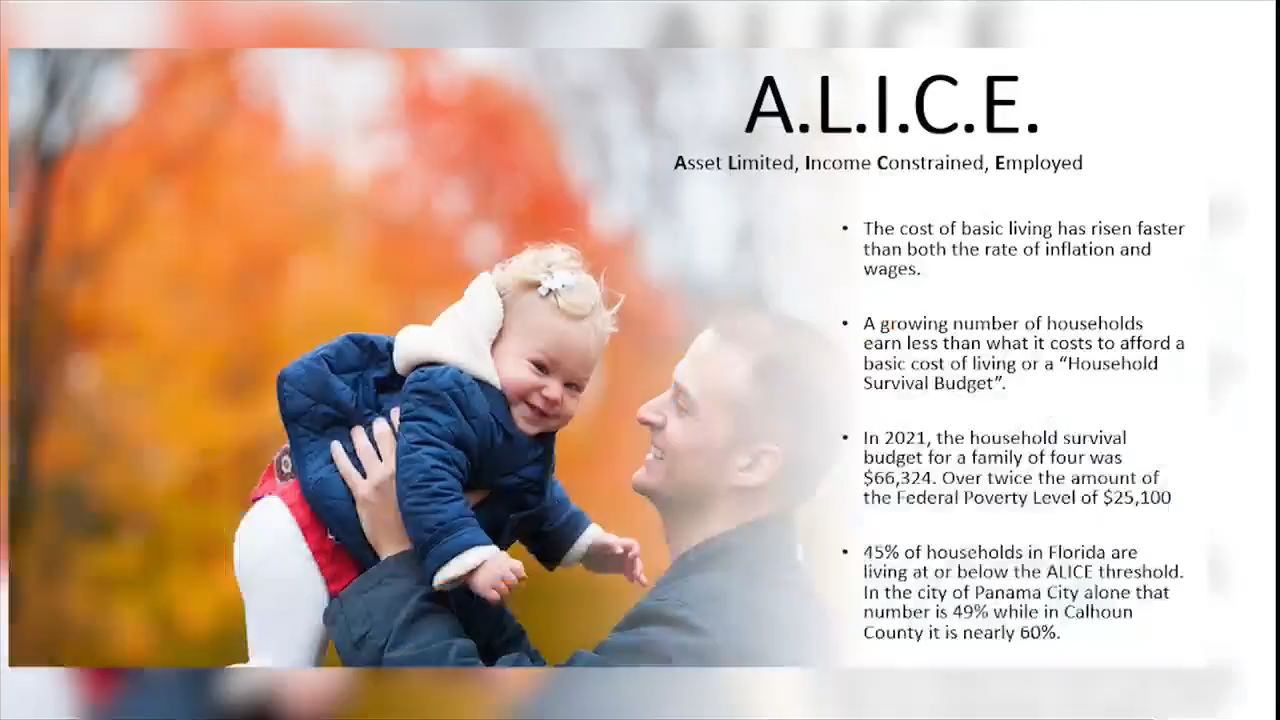 A.L.I.C.E.
Asset Limited, Income Constrained, Employed
• The cost of basic living has risen faster
than both the rate of inflation and
wages.
• A growing number of households
earn less than what it costs to afford a
basic cost of living or a “Household
Survival Budget”.
• In 2021, the household survival
budget for a family of four was
$66,324. Over twice the amount of
the Federal Poverty Level of $25,100
• 45% of households in Florida are
living at or below the ALICE threshold.
In the city of Panama City alone that
number is 49% while in Calhoun
County it is nearly 60%.